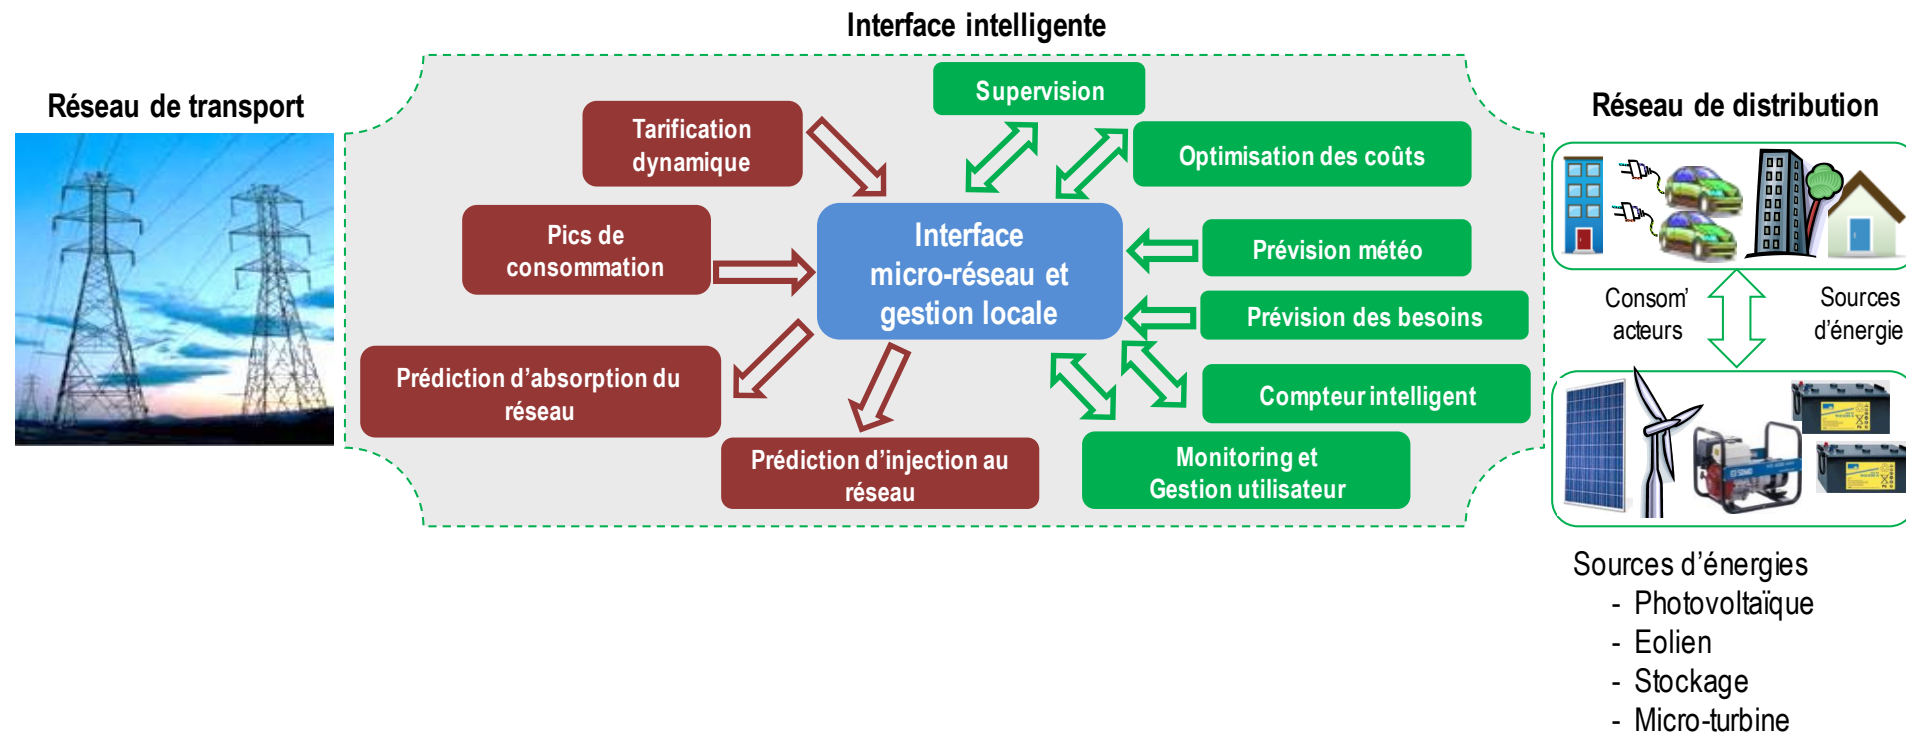 Interface intelligente
Réseau de transport
Réseau de distribution
Supervision
Tarification
dynamique
Optimisation des coûts
Pics de
consommation
Interface
micro-réseau et
gestion locale
Prévision météo
Prévision des besoins
Prédiction d’absorption du
réseau
Compteur intelligent
Prédiction d’injection au
réseau
Monitoring et
Gestion utilisateur
Consom’
acteurs
Sources
d’énergie
Sources d’énergies
- Photovoltaïque
- Eolien
- Stockage
- Micro-turbine